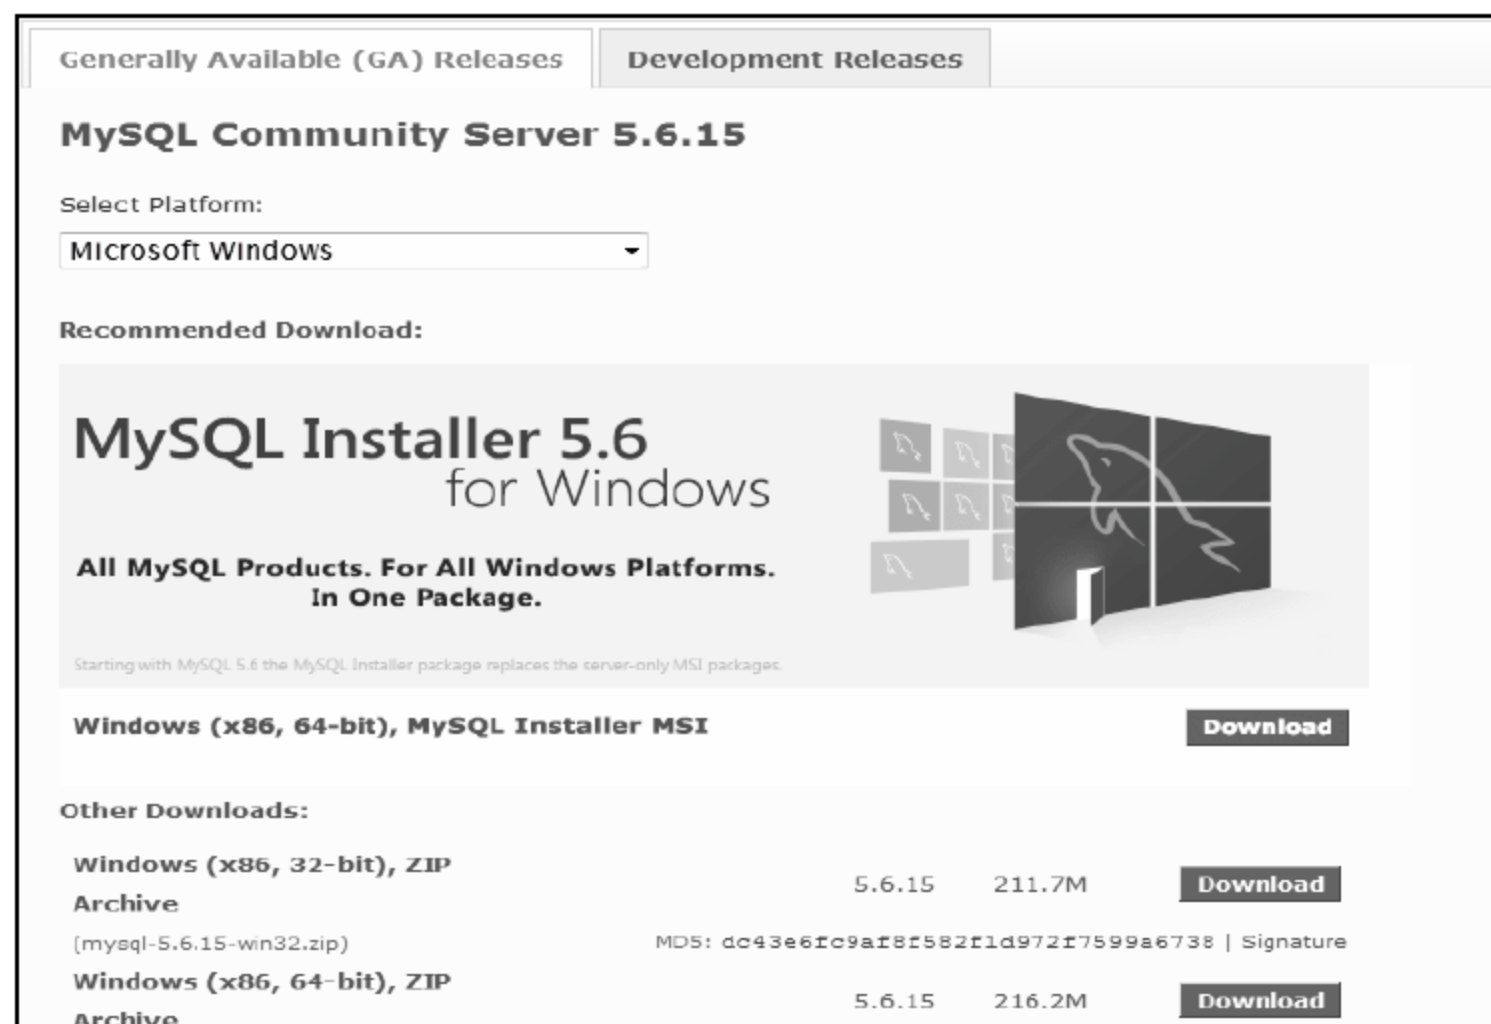 Generally Available (GA) Releases
Development Releases
MySQL Community Server 5.6.15
Select Platform:
Microsoft Windows
Recommended Download:
MySQL Installer 5.6
for Windows
All MySQL Products. For All Windows Platforms.
In One Package.
Starting with MySQL 5.6 the MySQL Installer package replaces the server-only MSI packages.
Windows (x86, 64-bit), MySQL Installer MSI
Download
Other Downloads:
Windows (x86, 32-bit), ZIP
Archive
5.6.15 211.7M Download
(mysql-5.6.15-win32.zip)
MD5: dc43e6fc9af8f582f1d972f7599a6738 | Signature
Windows (x86, 64-bit), ZIP
Archive
5.6.15 216.2M Download